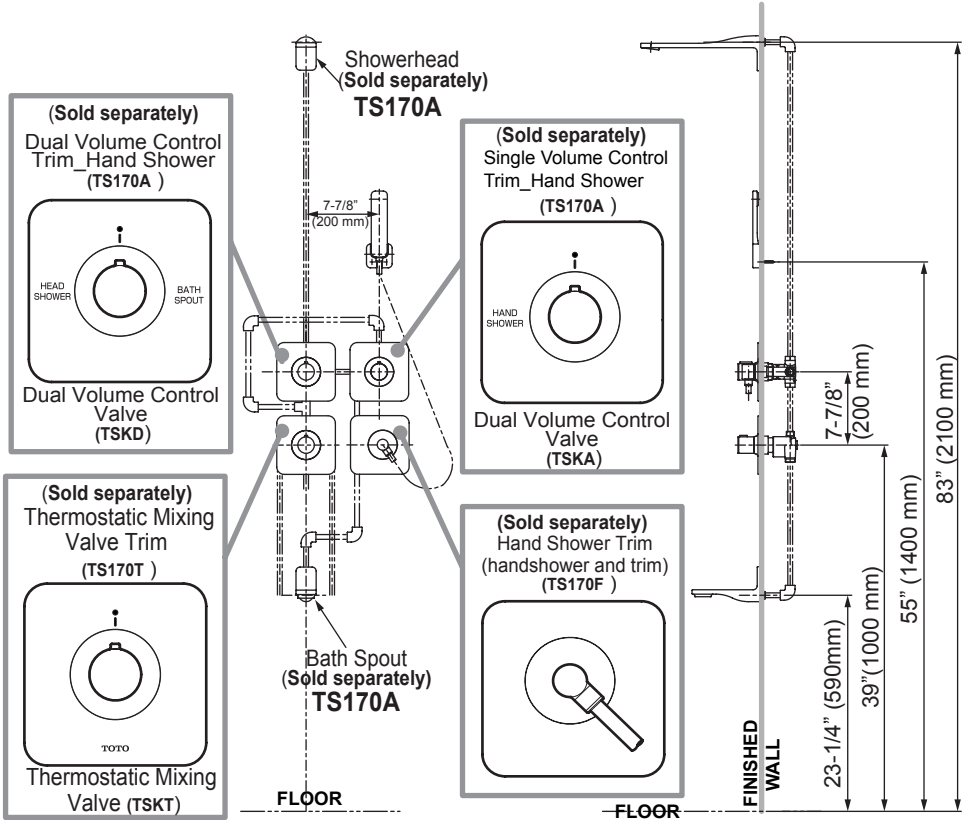 Showerhead
(Sold separately)
TS170A
(Sold separately)
Dual Volume Control
Trim_Hand Shower
(TS170A )
HEAD
SHOWER
BATH
SPOUT
Dual Volume Control
Valve
(TSKD)
7-7/8"
(200 mm)
(Sold separately)
Single Volume Control
Trim_Hand Shower
(TS170A )
HAND
SHOWER
Dual Volume Control
Valve
(TSKA)
(Sold separately)
Thermostatic Mixing
Valve Trim
(TS170T )
TOTO
Thermostatic Mixing
Valve (TSKT)
Bath Spout
(Sold separately)
TS170A
FLOOR
(Sold separately)
Hand Shower Trim
(handshower and trim)
(TS170F )
FLOOR
FINISHED
WALL
23-1/4” (590mm)
39”(1000 mm)
7-7/8”
(200 mm)
55” (1400 mm)
83” (2100 mm)